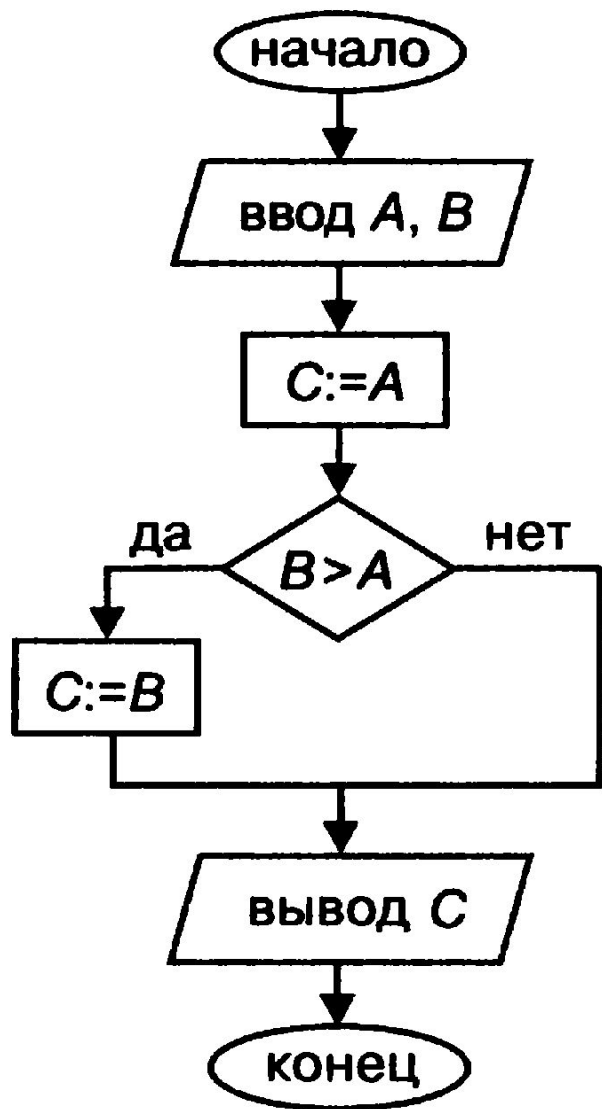 начало
ввод A, B
C:=A
да
B>A
нет
C:=B
вывод C
конец